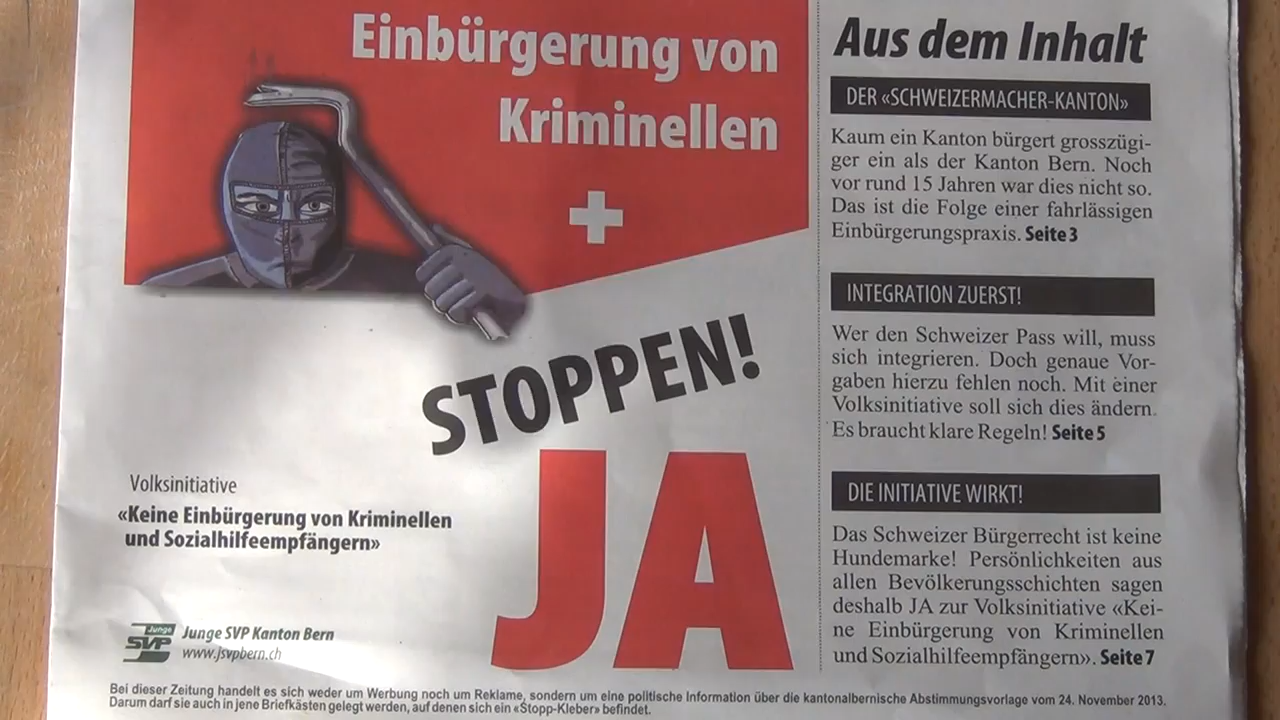 Einbürgerung von
Kriminellen
STOPPEN!
JA
Volksinitiative
«Keine Einbürgerung von Kriminellen
und Sozialhilfeempfängern»
Junge
SVP
Junge SVP Kanton Bern
www.jsvpbern.ch
Aus dem Inhalt
DER «SCHWEIZERMACHER-KANTON»
Kaum ein Kanton bürgert grosszügi-
ger ein als der Kanton Bern. Noch
vor rund 15 Jahren war dies nicht so.
Das ist die Folge einer fahrlässigen
Einbürgerungspraxis. Seite 3
INTEGRATION ZUERST!
Wer den Schweizer Pass will, muss
sich integrieren. Doch genaue Vor-
gaben hierzu fehlen noch. Mit einer
Volksinitiative soll sich dies ändern.
Es braucht klare Regeln! Seite 5
DIE INITIATIVE WIRKT!
Das Schweizer Bürgerrecht ist keine
Hundemarke! Persönlichkeiten aus
allen Bevölkerungsschichten sagen
deshalb JA zur Volksinitiative «Kei-
ne Einbürgerung von Kriminellen
und Sozialhilfeempfängern». Seite 7
Bei dieser Zeitung handelt es sich weder um Werbung noch um Reklame, sondern um eine politische Information über die kantonalbernische Abstimmungsvorlage vom 24. November 2013.
Darum darf sie auch in jene Briefkästen gelegt werden, auf denen sich ein «Stopp-Kleber» befindet.